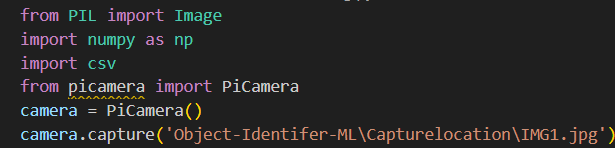 from PIL import Image
import numpy as np
import csv
from picamera import PiCamera
camera = PiCamera()
camera.capture('Object-Identifer-ML\Capturelocation\IMG1.jpg')